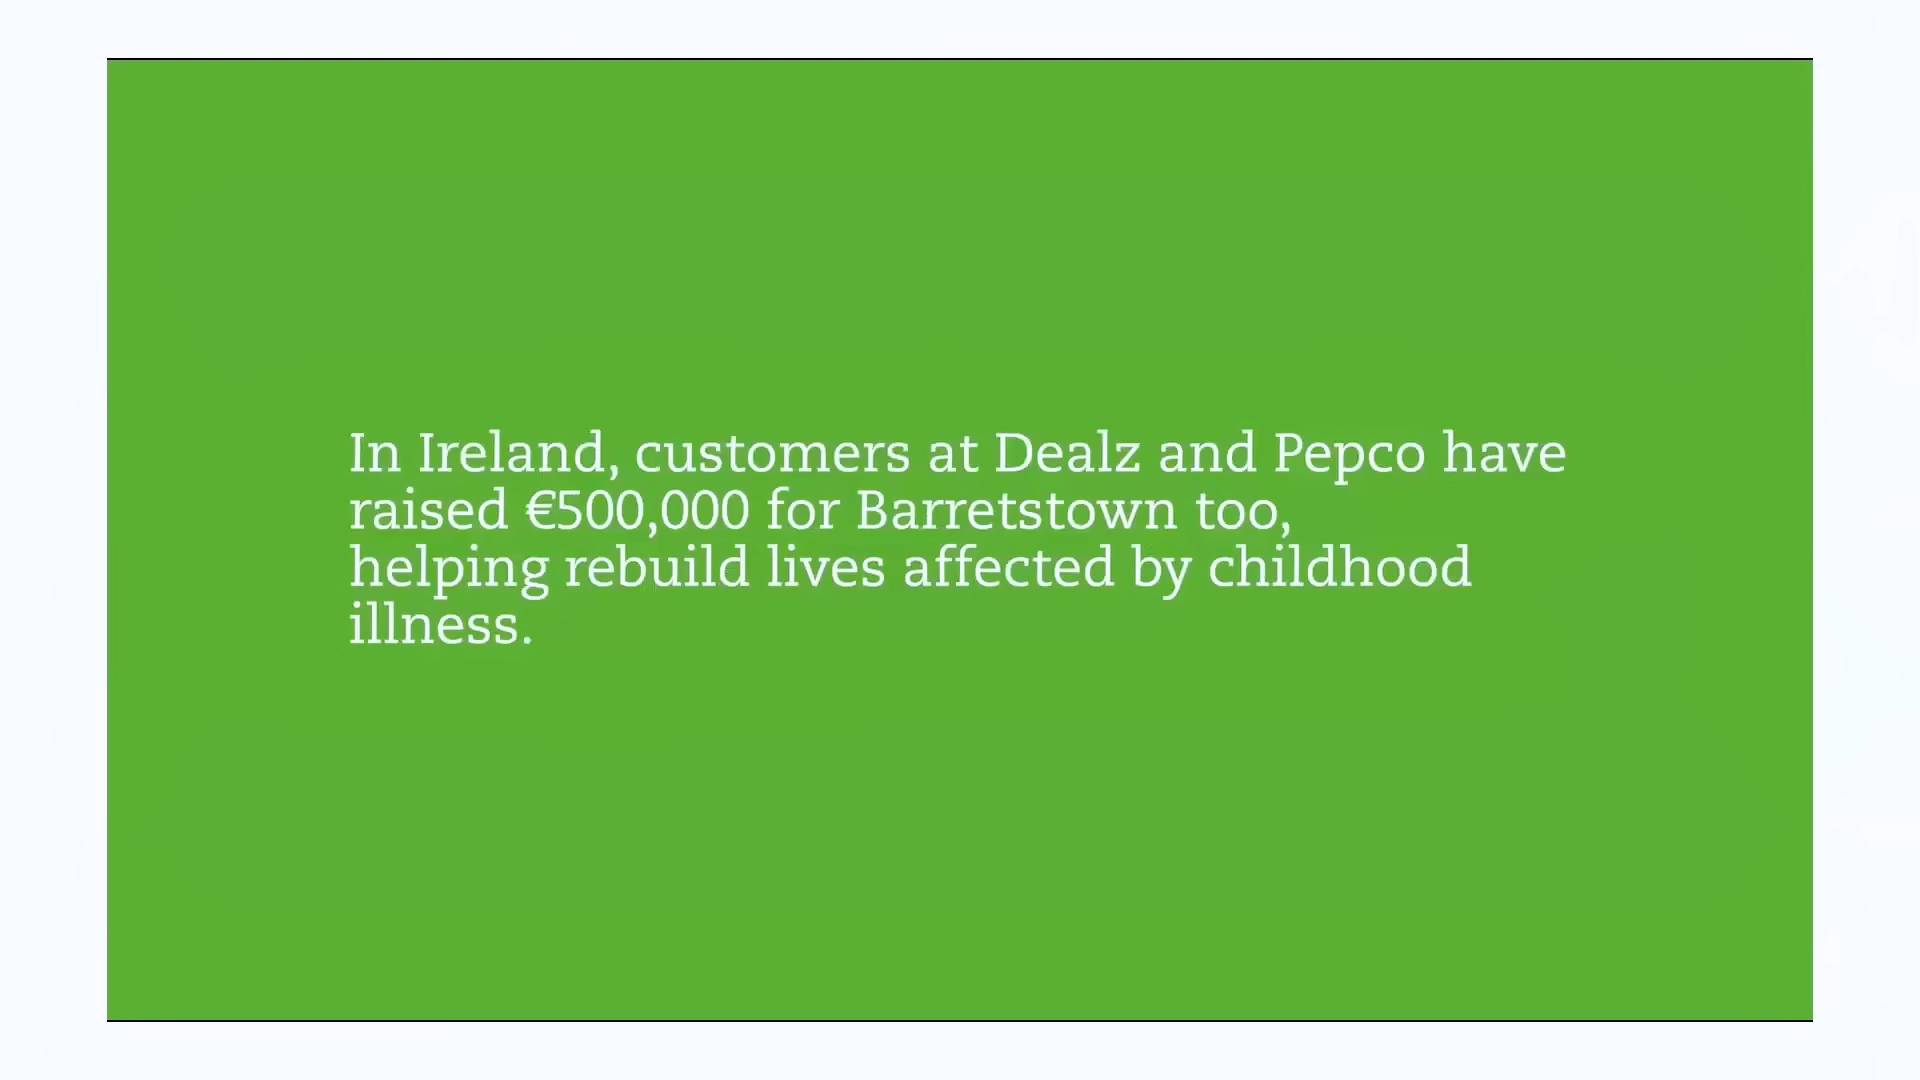 In Ireland, customers at Dealz and Pepco have
raised €500,000 for Barretstown too,
helping rebuild lives affected by childhood
illness.